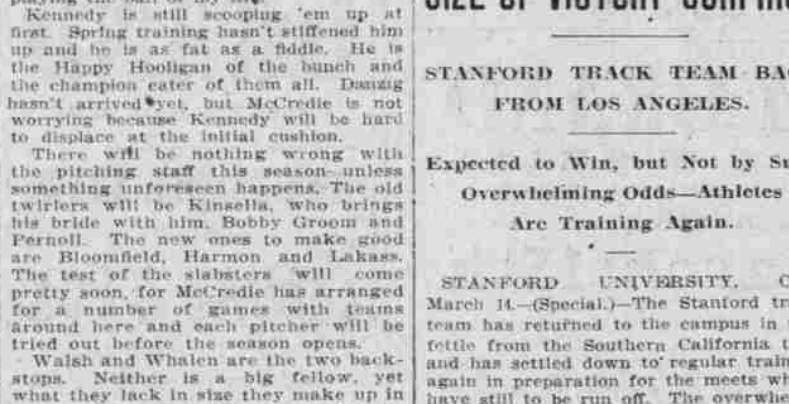 Kennedy is still scooping 'em up at
first. Spring training hasn't stiffened him
up and he is as fat as a fiddle. He is
the Happy Hooligan of the bunch and
the champion eater of them all. Danzig
hasn't arrived yet, but McCredie is not
worrying because Kennedy will be hard
to displace at the initial cushion.
There will be nothing wrong with
the pitching staff this season unless
something unforeseen happens. The old
twirlers will be Kinsella, who brings
his bride with him, Bobby Groom and
Pernoll. The new ones to make good
are Bloomfield, Harmon and Lakass.
The test of the slabsters will come
pretty soon, for McCredie has arranged
for a number of games with teams
around here and each pitcher will be
tried out before the season opens.
Walsh and Whalen are the two back-
stops. Neither is a big fellow, yet
what they lack in size they make up in
SIZE OF VICTORY
STANFORD TRACK TEAM BA
FROM LOS ANGELES.
Expected to Win, but Not by Su
Overwhelming Odds—Athletes
Are Training Again.
STANFORD UNIVERSITY, C
March 14.—(Special.)—The Stanford tra
team has returned to the campus in
fettle from the Southern California t
and has settled down to regular train
again in preparation for the meets wh
have still to be run off. The overwhe